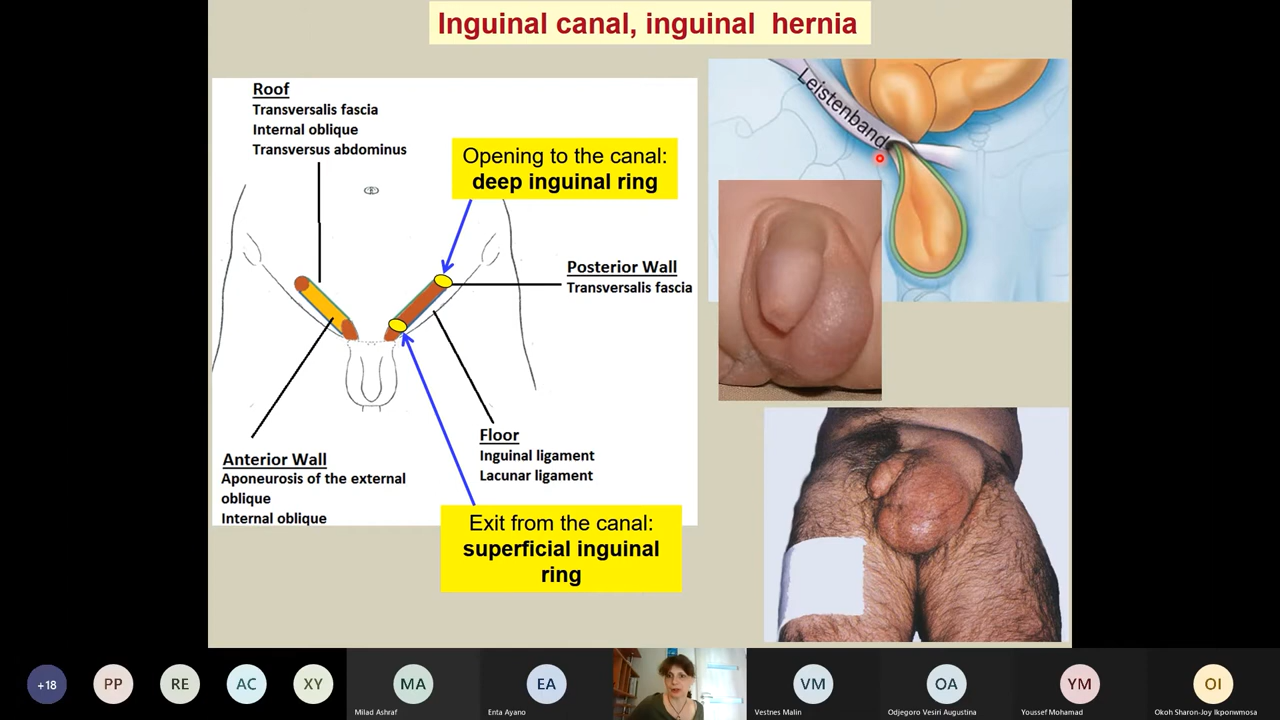 Inguinal canal, inguinal  hernia
Roof
Transversalis fascia
Internal oblique
Transversus abdominus
Opening to the canal:
deep inguinal ring
Leistenband
Posterior Wall
Transversalis fascia
Floor
Inguinal ligament
Lacunar ligament
Anterior Wall
Aponeurosis of the external
oblique
Internal oblique
Exit from the canal:
superficial inguinal
ring
+18
PP
RE
AC
XY
MA
Milad Ashraf
EA
Enta Ayano
VM
Vestnes Malin
OA
Odjegoro Vesiri Augustina
YM
Youssef Mohamad
OI
Okoh Sharon-Joy Ikponwmosa